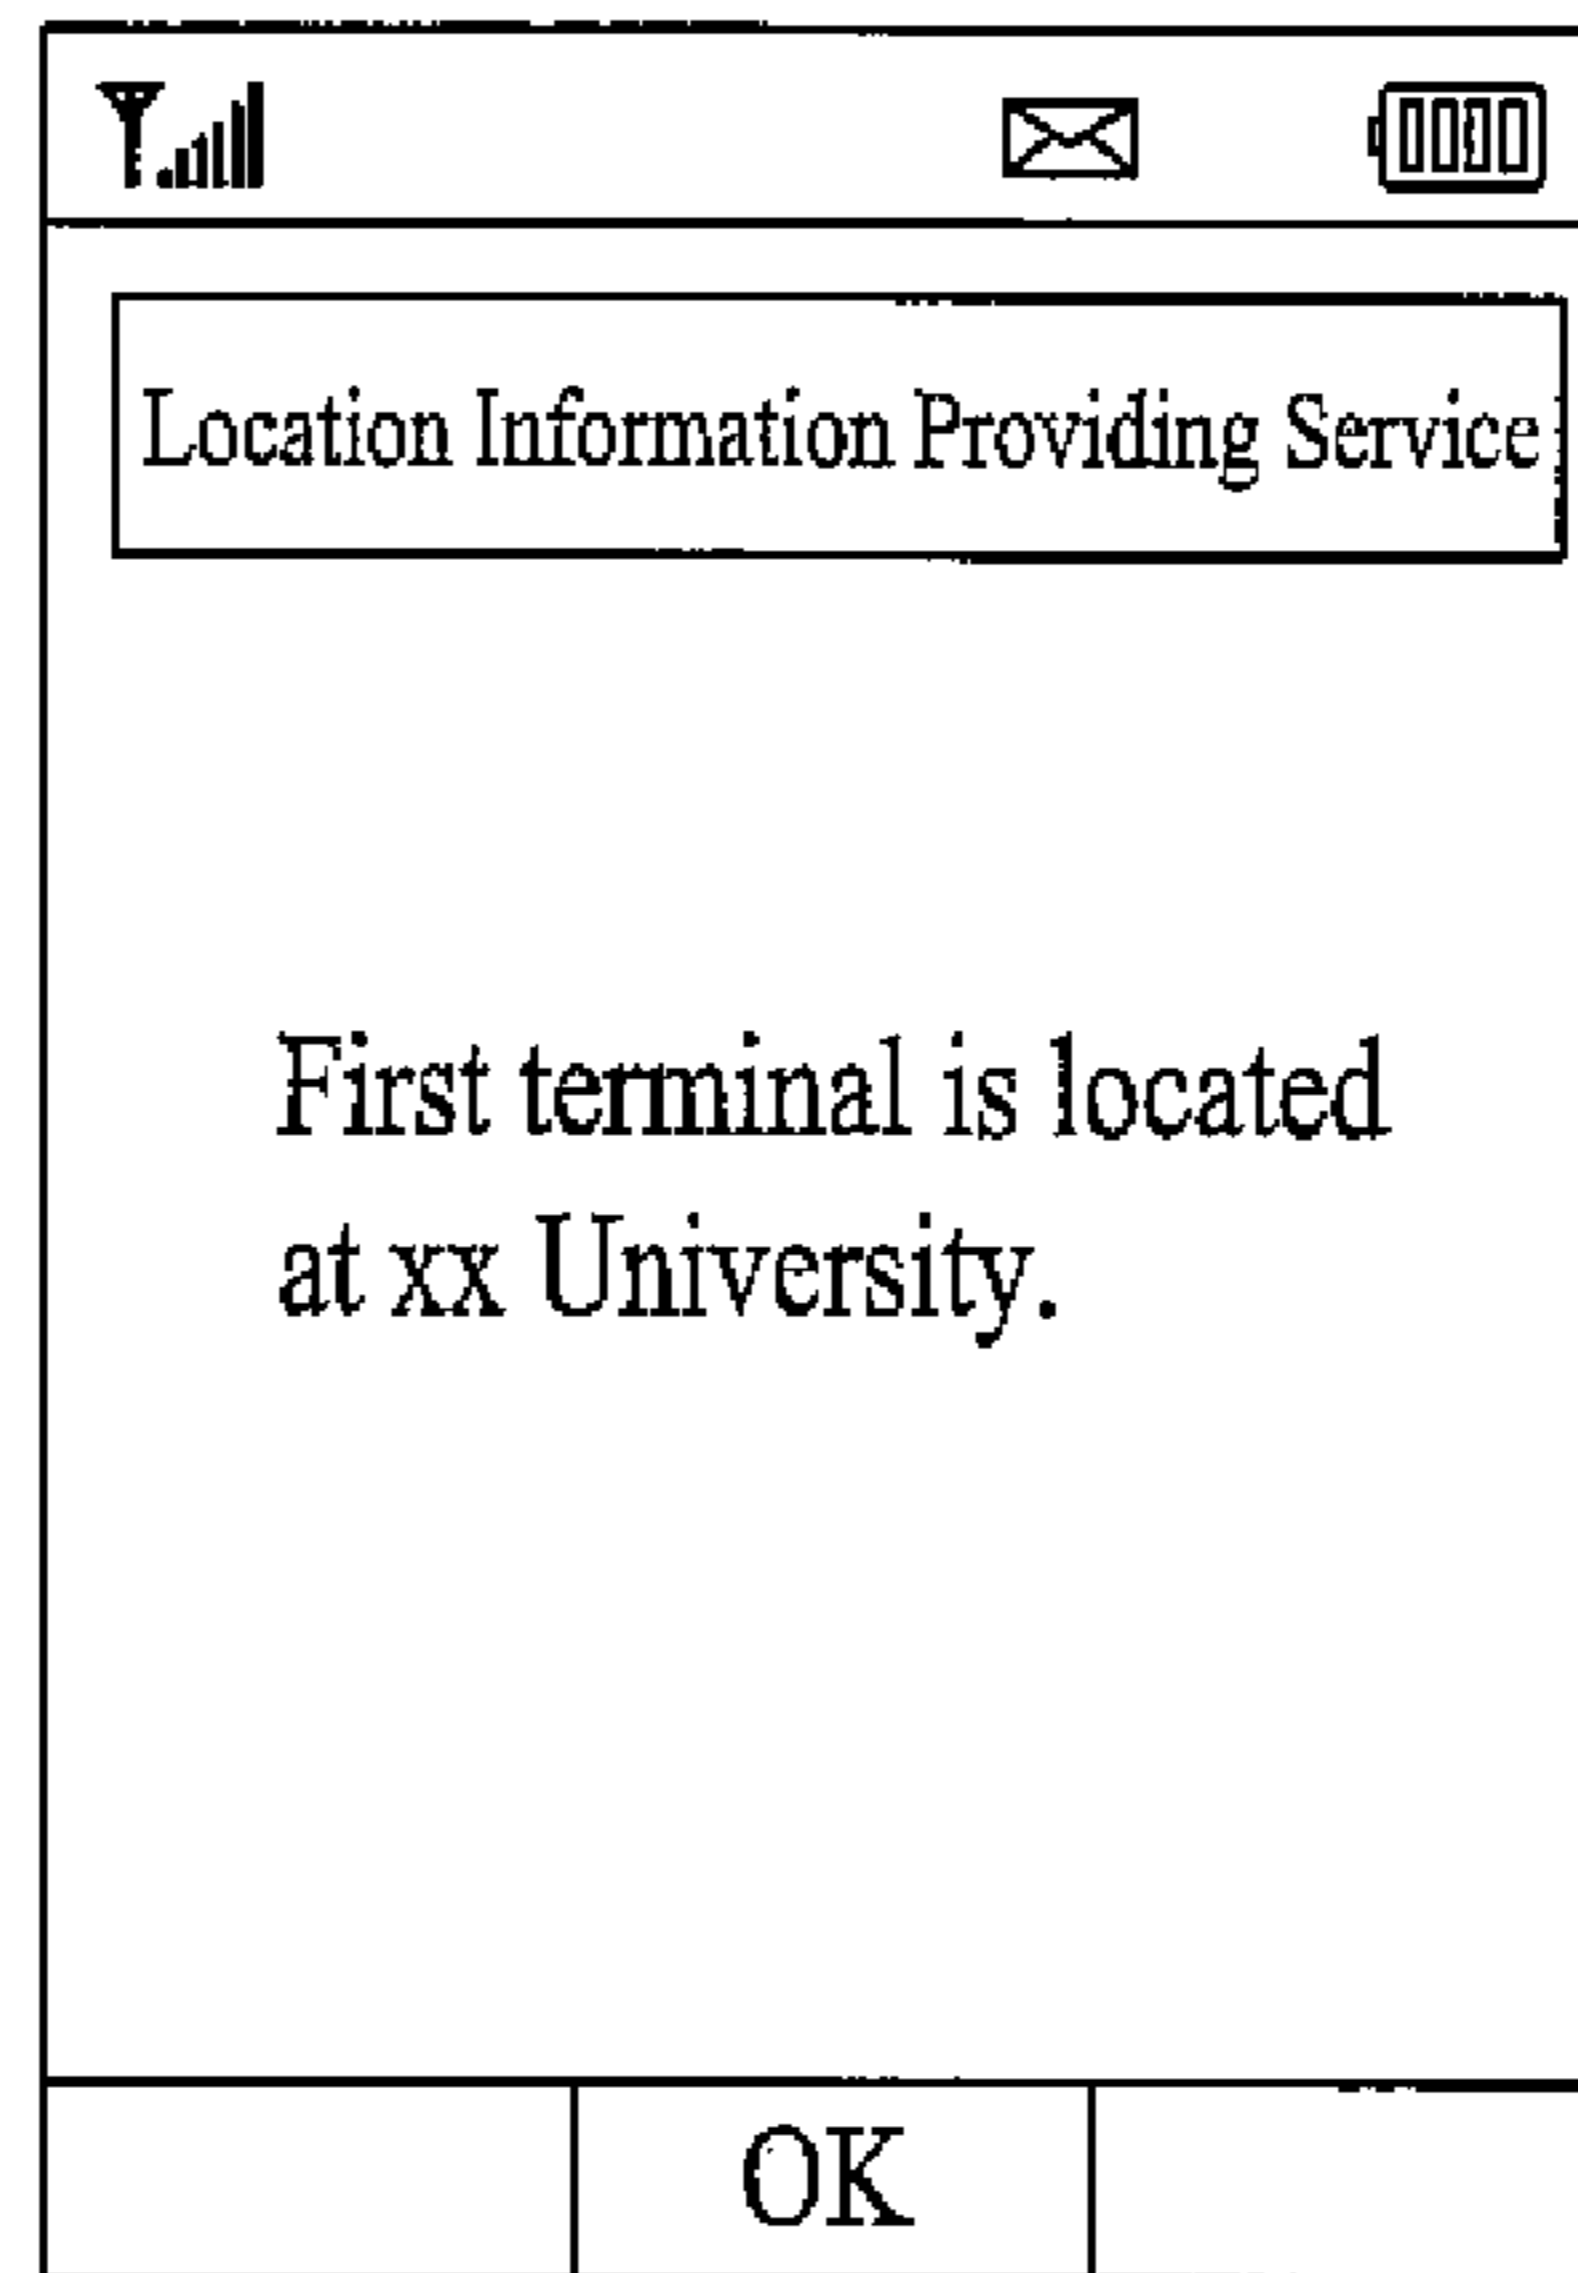 Location Information Providing Service
First terminal is located
at xx University.
OK